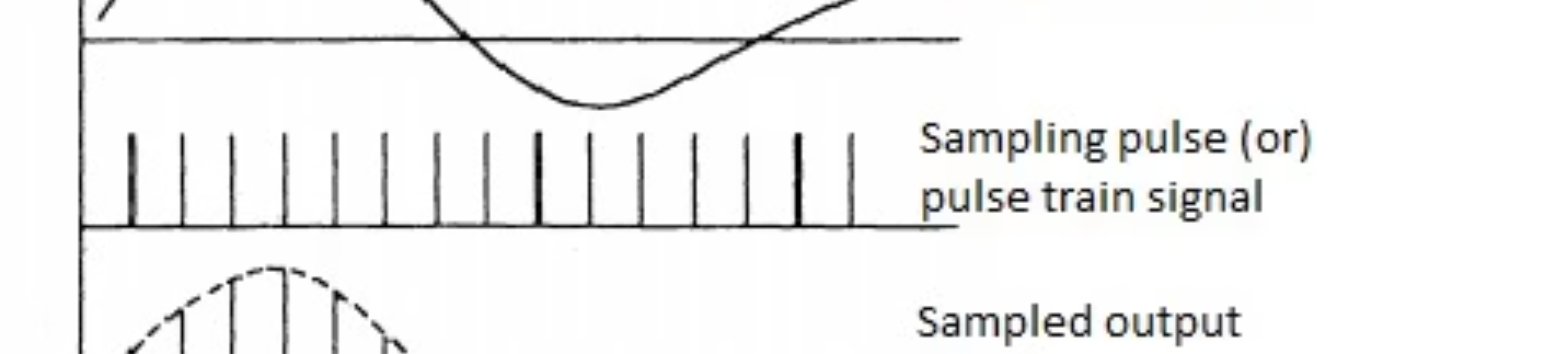 Sampling pulse (or)
pulse train signal
Sampled output